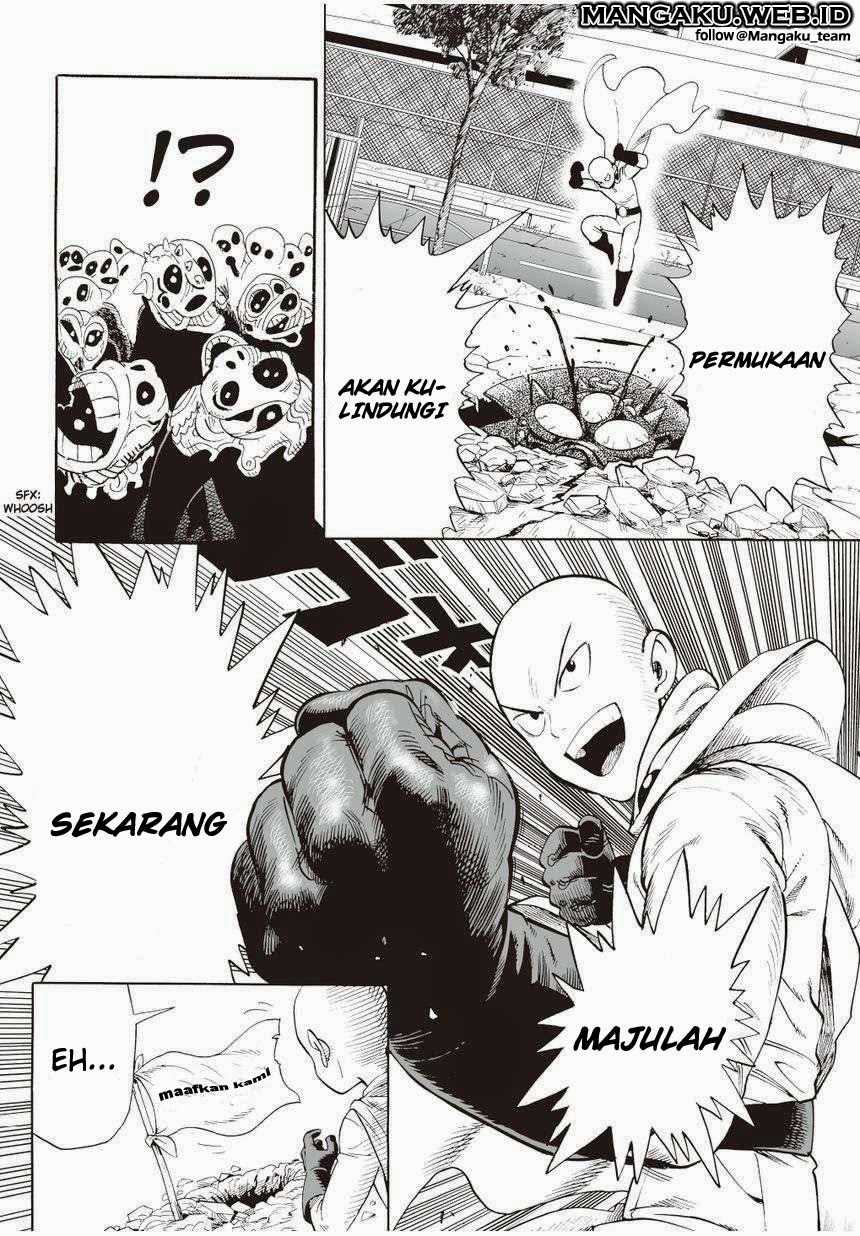 MANGAKU.WEB.ID
follow@Mangaku_team
PERMUKAAN
AKAN KU-
LINDUNGI
!?
SFX:
WHOOSH
SEKARANG
MAJULAH
EH...
maafkan kami